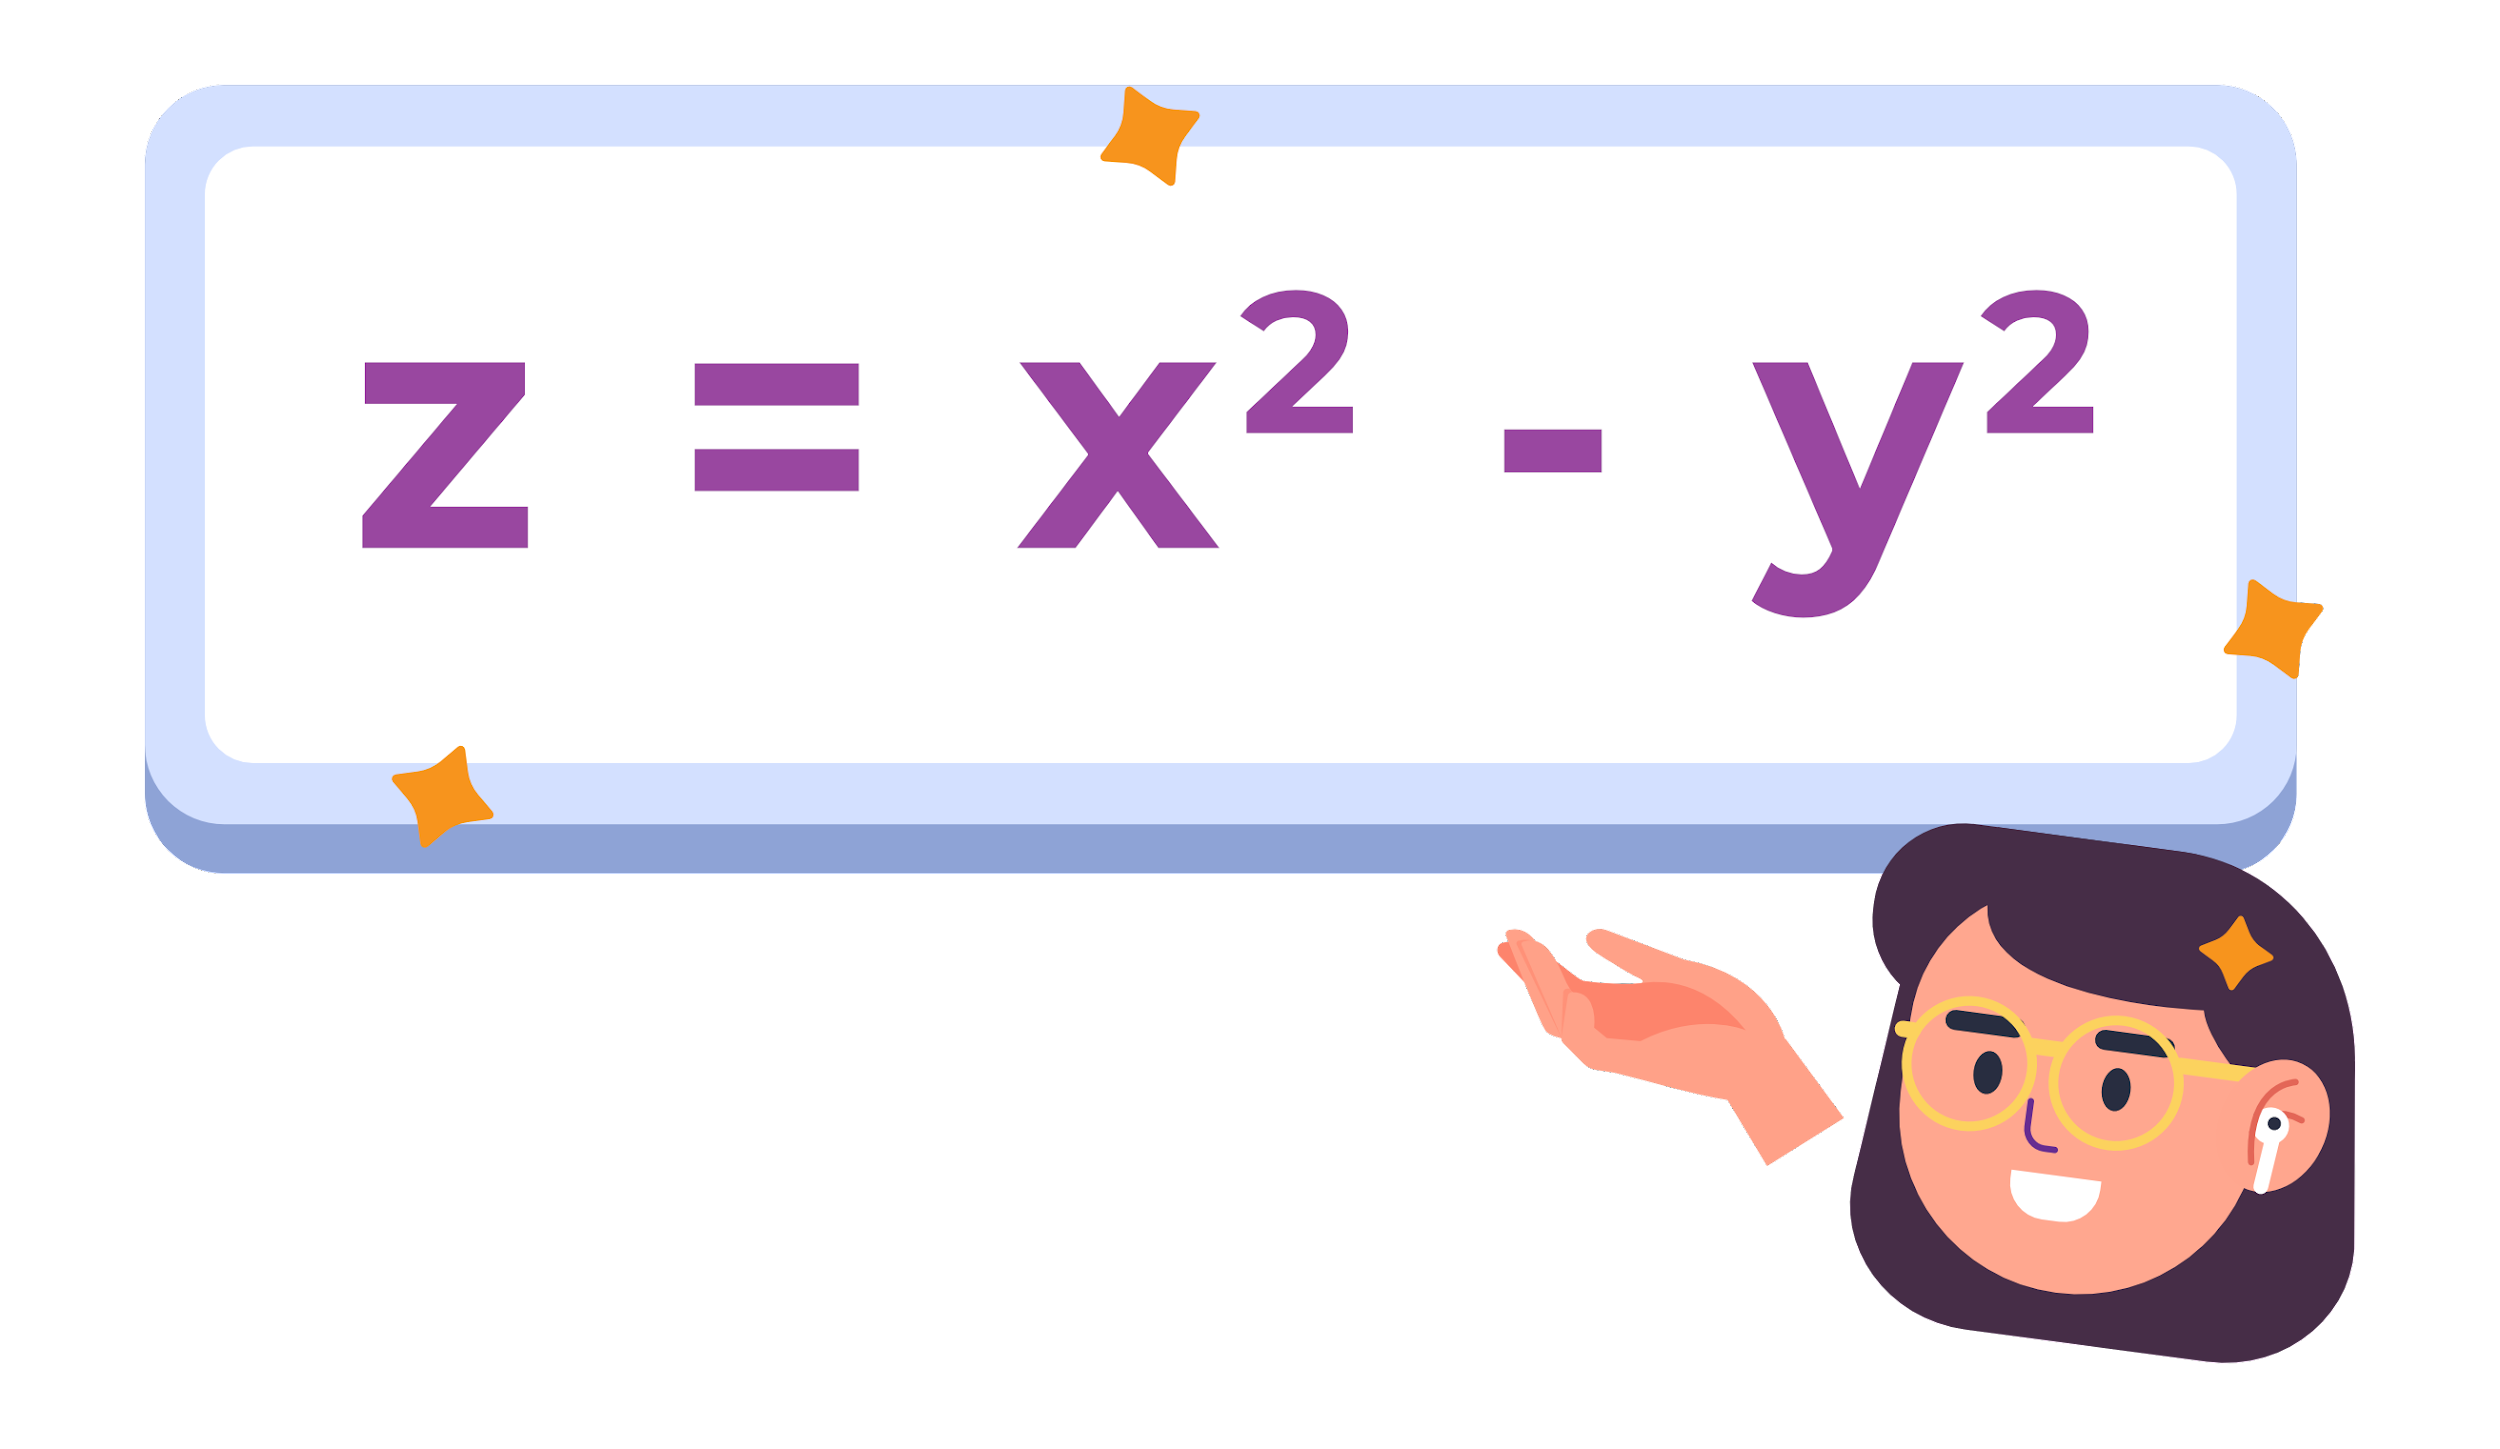 z = x² - y²